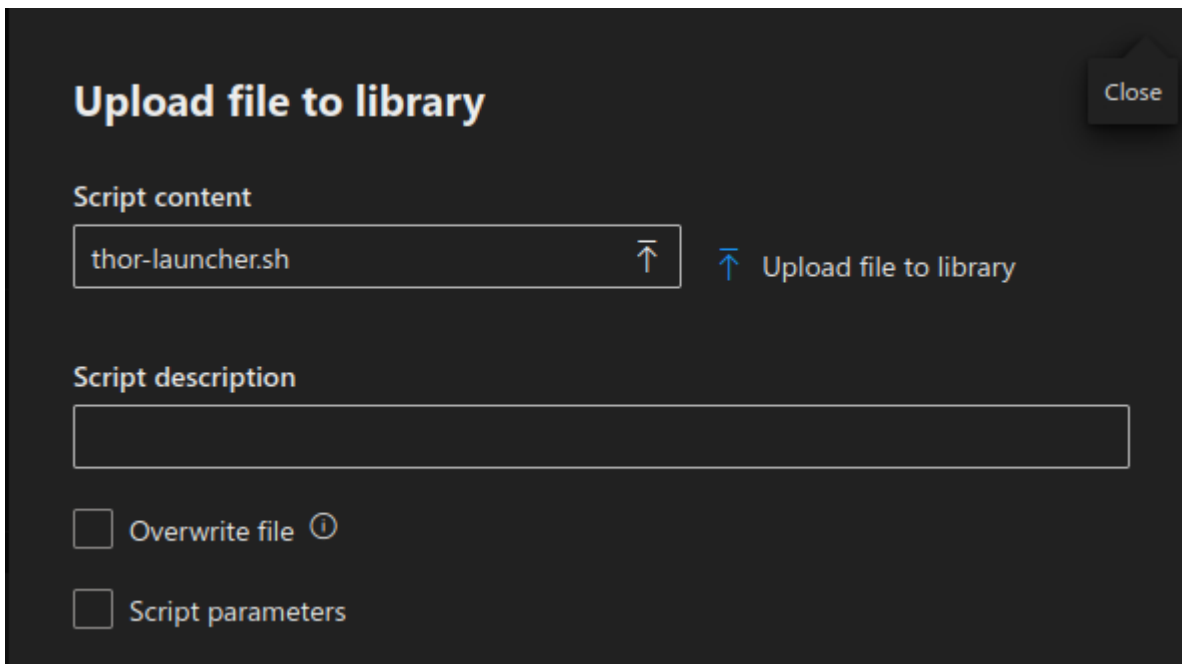 Close
Upload file to library
Script content
thor-launcher.sh
Upload file to library
Script description
Overwrite file
Script parameters